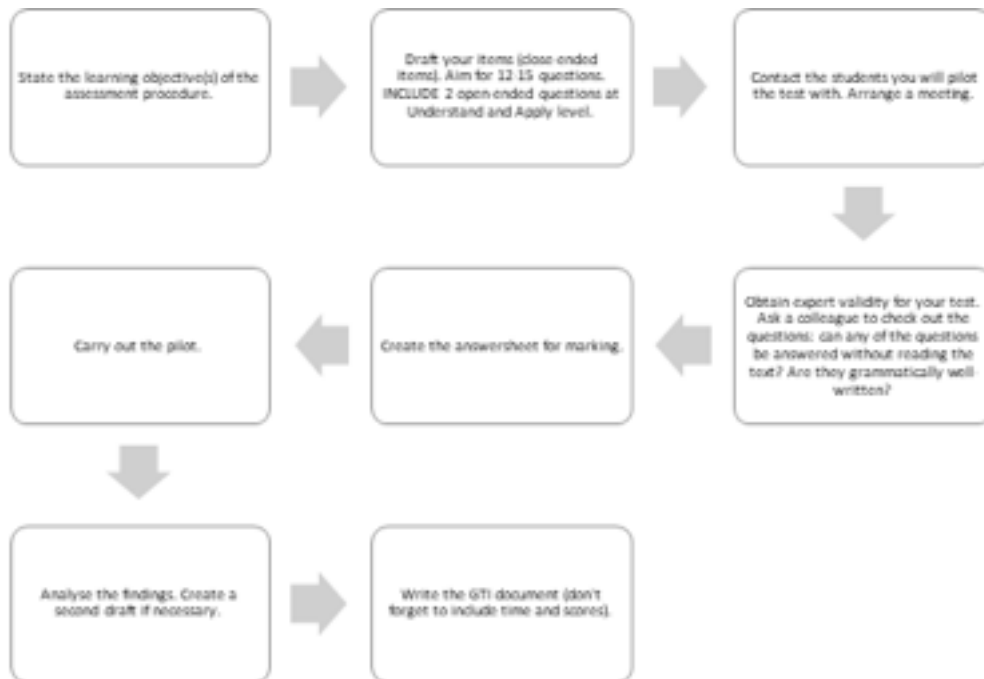 State the learning objective(s) of the
assessment procedure.
Draft your items (close-ended
items). Aim for 12-15 questions.
INCLUDE 2 open-ended questions at
Understand and Apply level.
Contact the students you will pilot
the test with. Arrange a meeting.
Obtain expert validity for your test.
Ask a colleague to check out the
questions: can any of the questions
be answered without reading the
text? Are they grammatically well-
written?
Create the answersheet for marking.
Carry out the pilot.
Analyse the findings. Create a
second draft if necessary.
Write the GTI document (don't
forget to include time and scores).